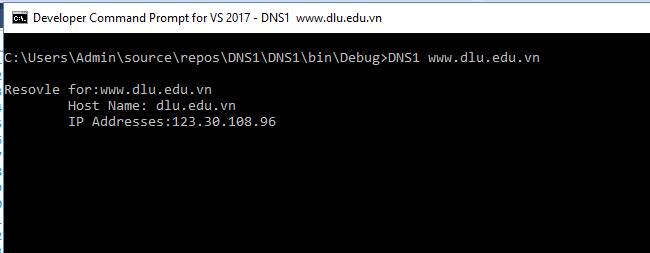 Developer Command Prompt for VS 2017 - DNS1 www.dlu.edu.vn
C:\Users\Admin\source\repos\DNS1\DNS1\bin\Debug>DNS1 www.dlu.edu.vn
Resovle for:www.dlu.edu.vn
Host Name: dlu.edu.vn
IP Addresses:123.30.108.96